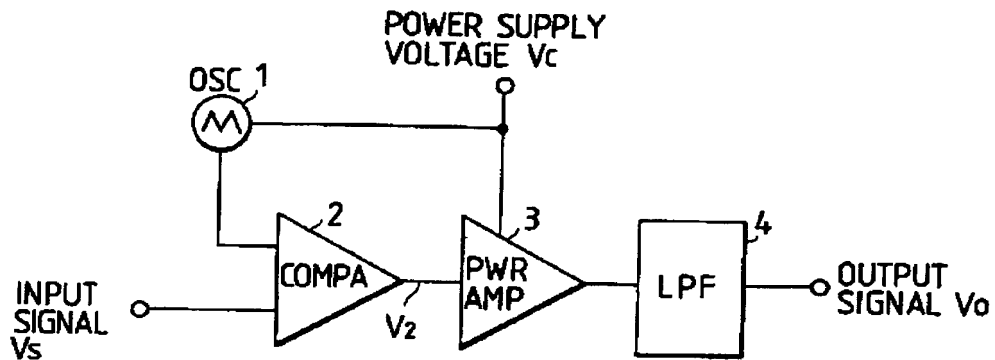 POWER SUPPLY
VOLTAGE Vc
OSC 1
2
COMPA
V2
3
PWR
AMP
4
LPF
INPUT
SIGNAL
Vs
OUTPUT
SIGNAL Vo